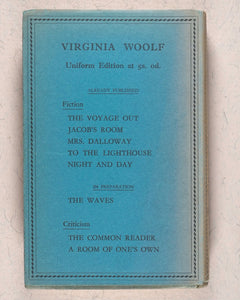 VIRGINIA WOOLF
Uniform Edition at 5s. 0d.
ALREADY PUBLISHED
Fiction
THE VOYAGE OUT
JACOB'S ROOM
MRS. DALLOWAY
TO THE LIGHTHOUSE
NIGHT AND DAY
IN PREPARATION
THE WAVES
Criticism
THE COMMON READER
A ROOM OF ONE'S OWN